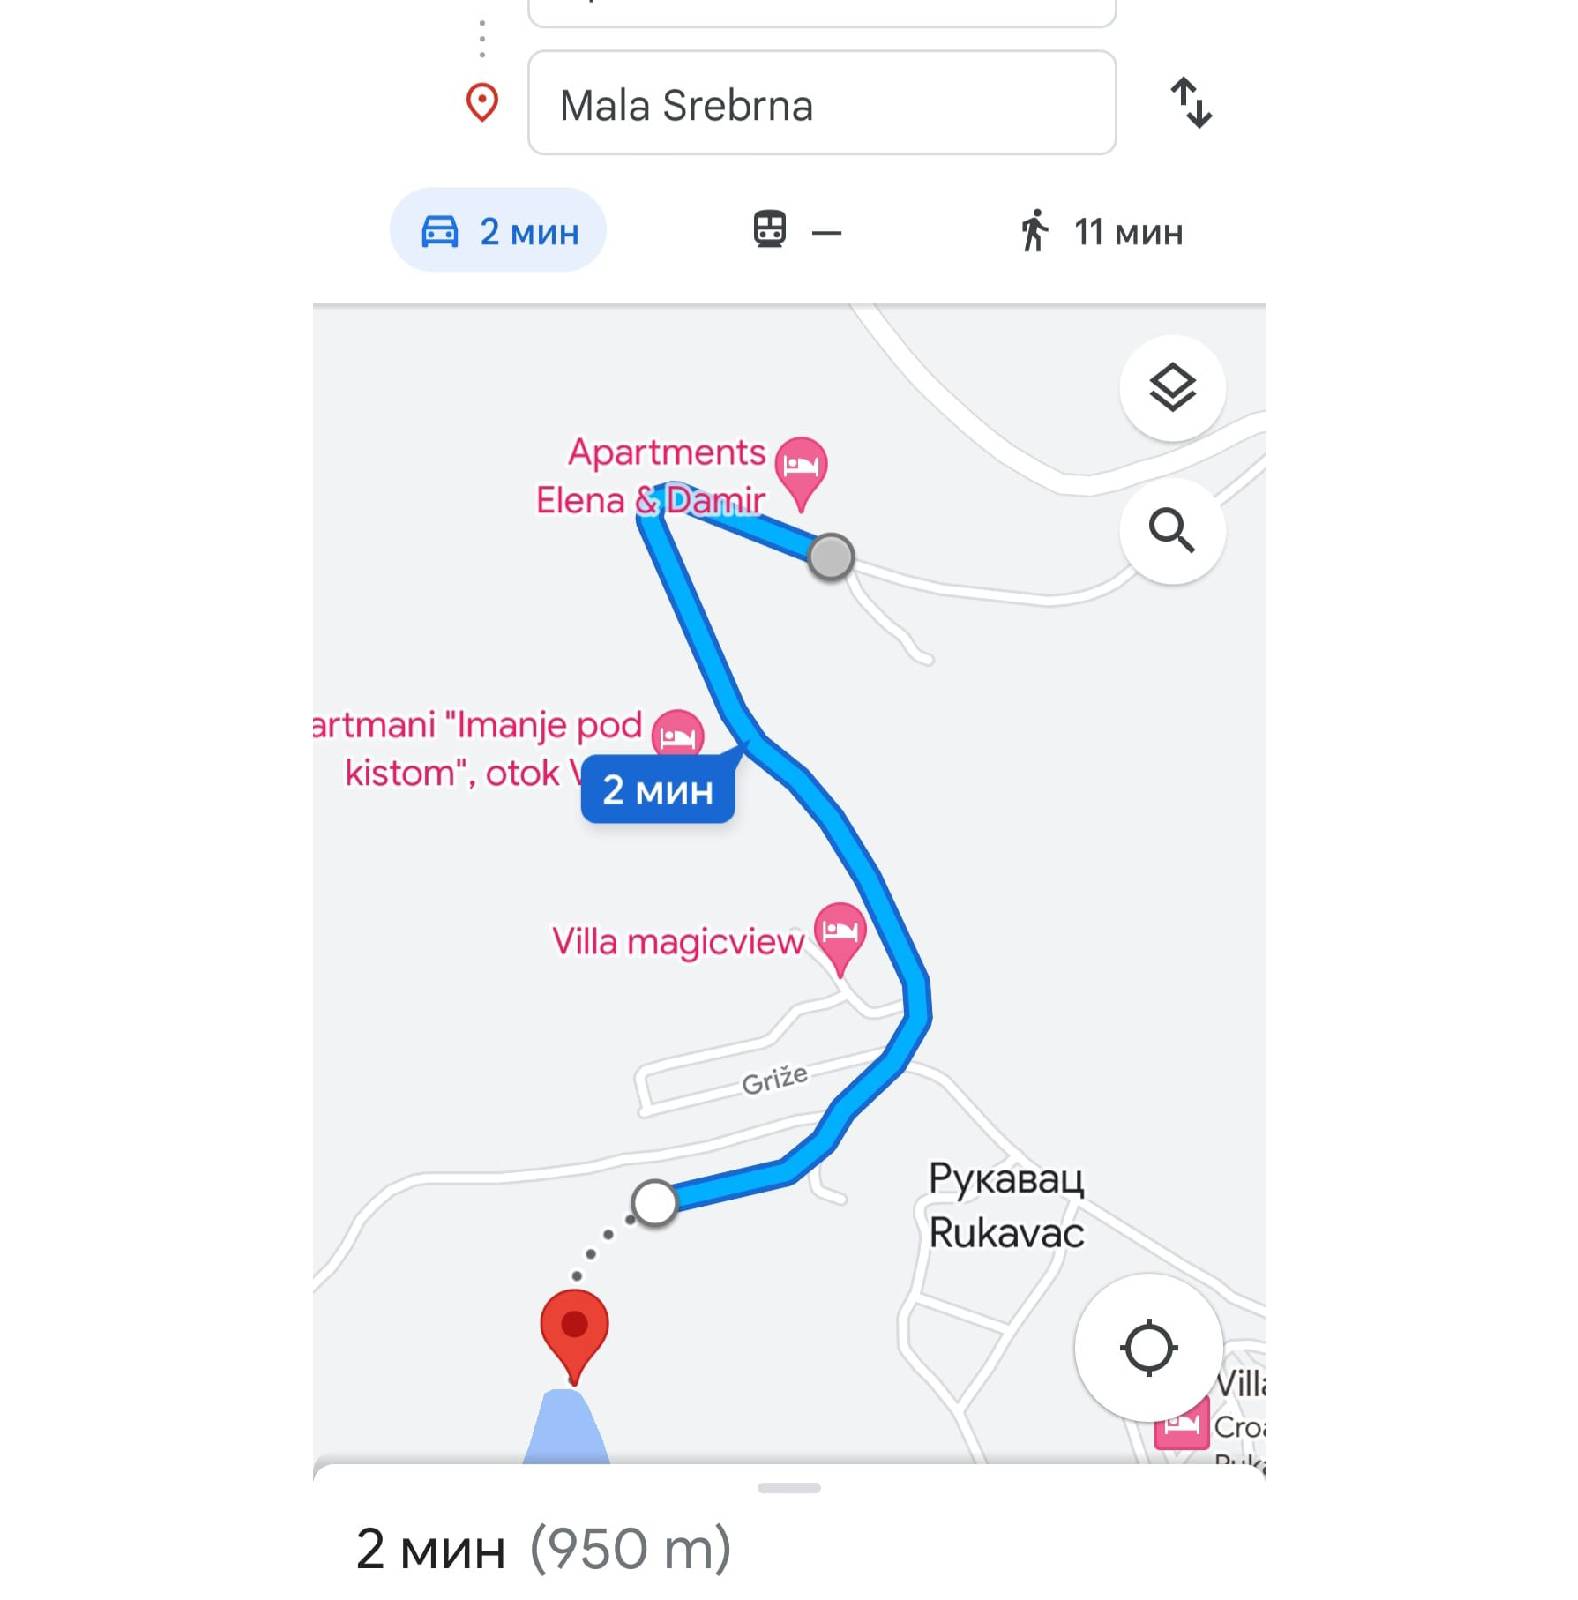 Mala Srebrna
2 мин
—
11 мин
Apartments
Elena & Damir
artmani "Imanje pod
kistom", otok
2 мин
Villa magicview
Griže
Рукавац
Rukavac
Villa
Croa
2 мин (950 m)